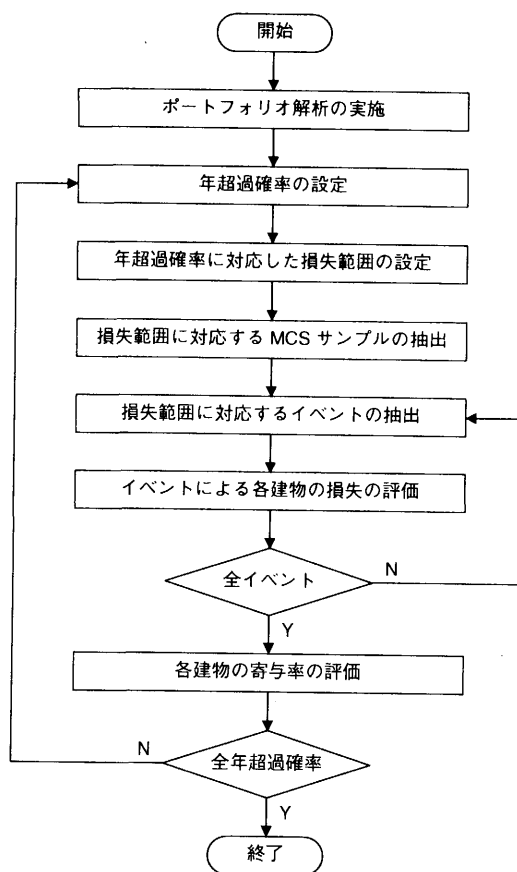 開始
ポートフォリオ解析の実施
年超過確率の設定
年超過確率に対応した損失範囲の設定
損失範囲に対応する MCS サンプルの抽出
損失範囲に対応するイベントの抽出
イベントによる各建物の損失の評価
全イベント
N
Y
各建物の寄与率の評価
N
全年超過確率
Y
終了